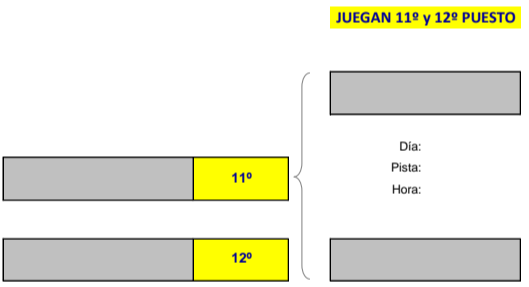 JUEGAN 11º y 12º PUESTO
Día:
Pista:
Hora:
11º
12º